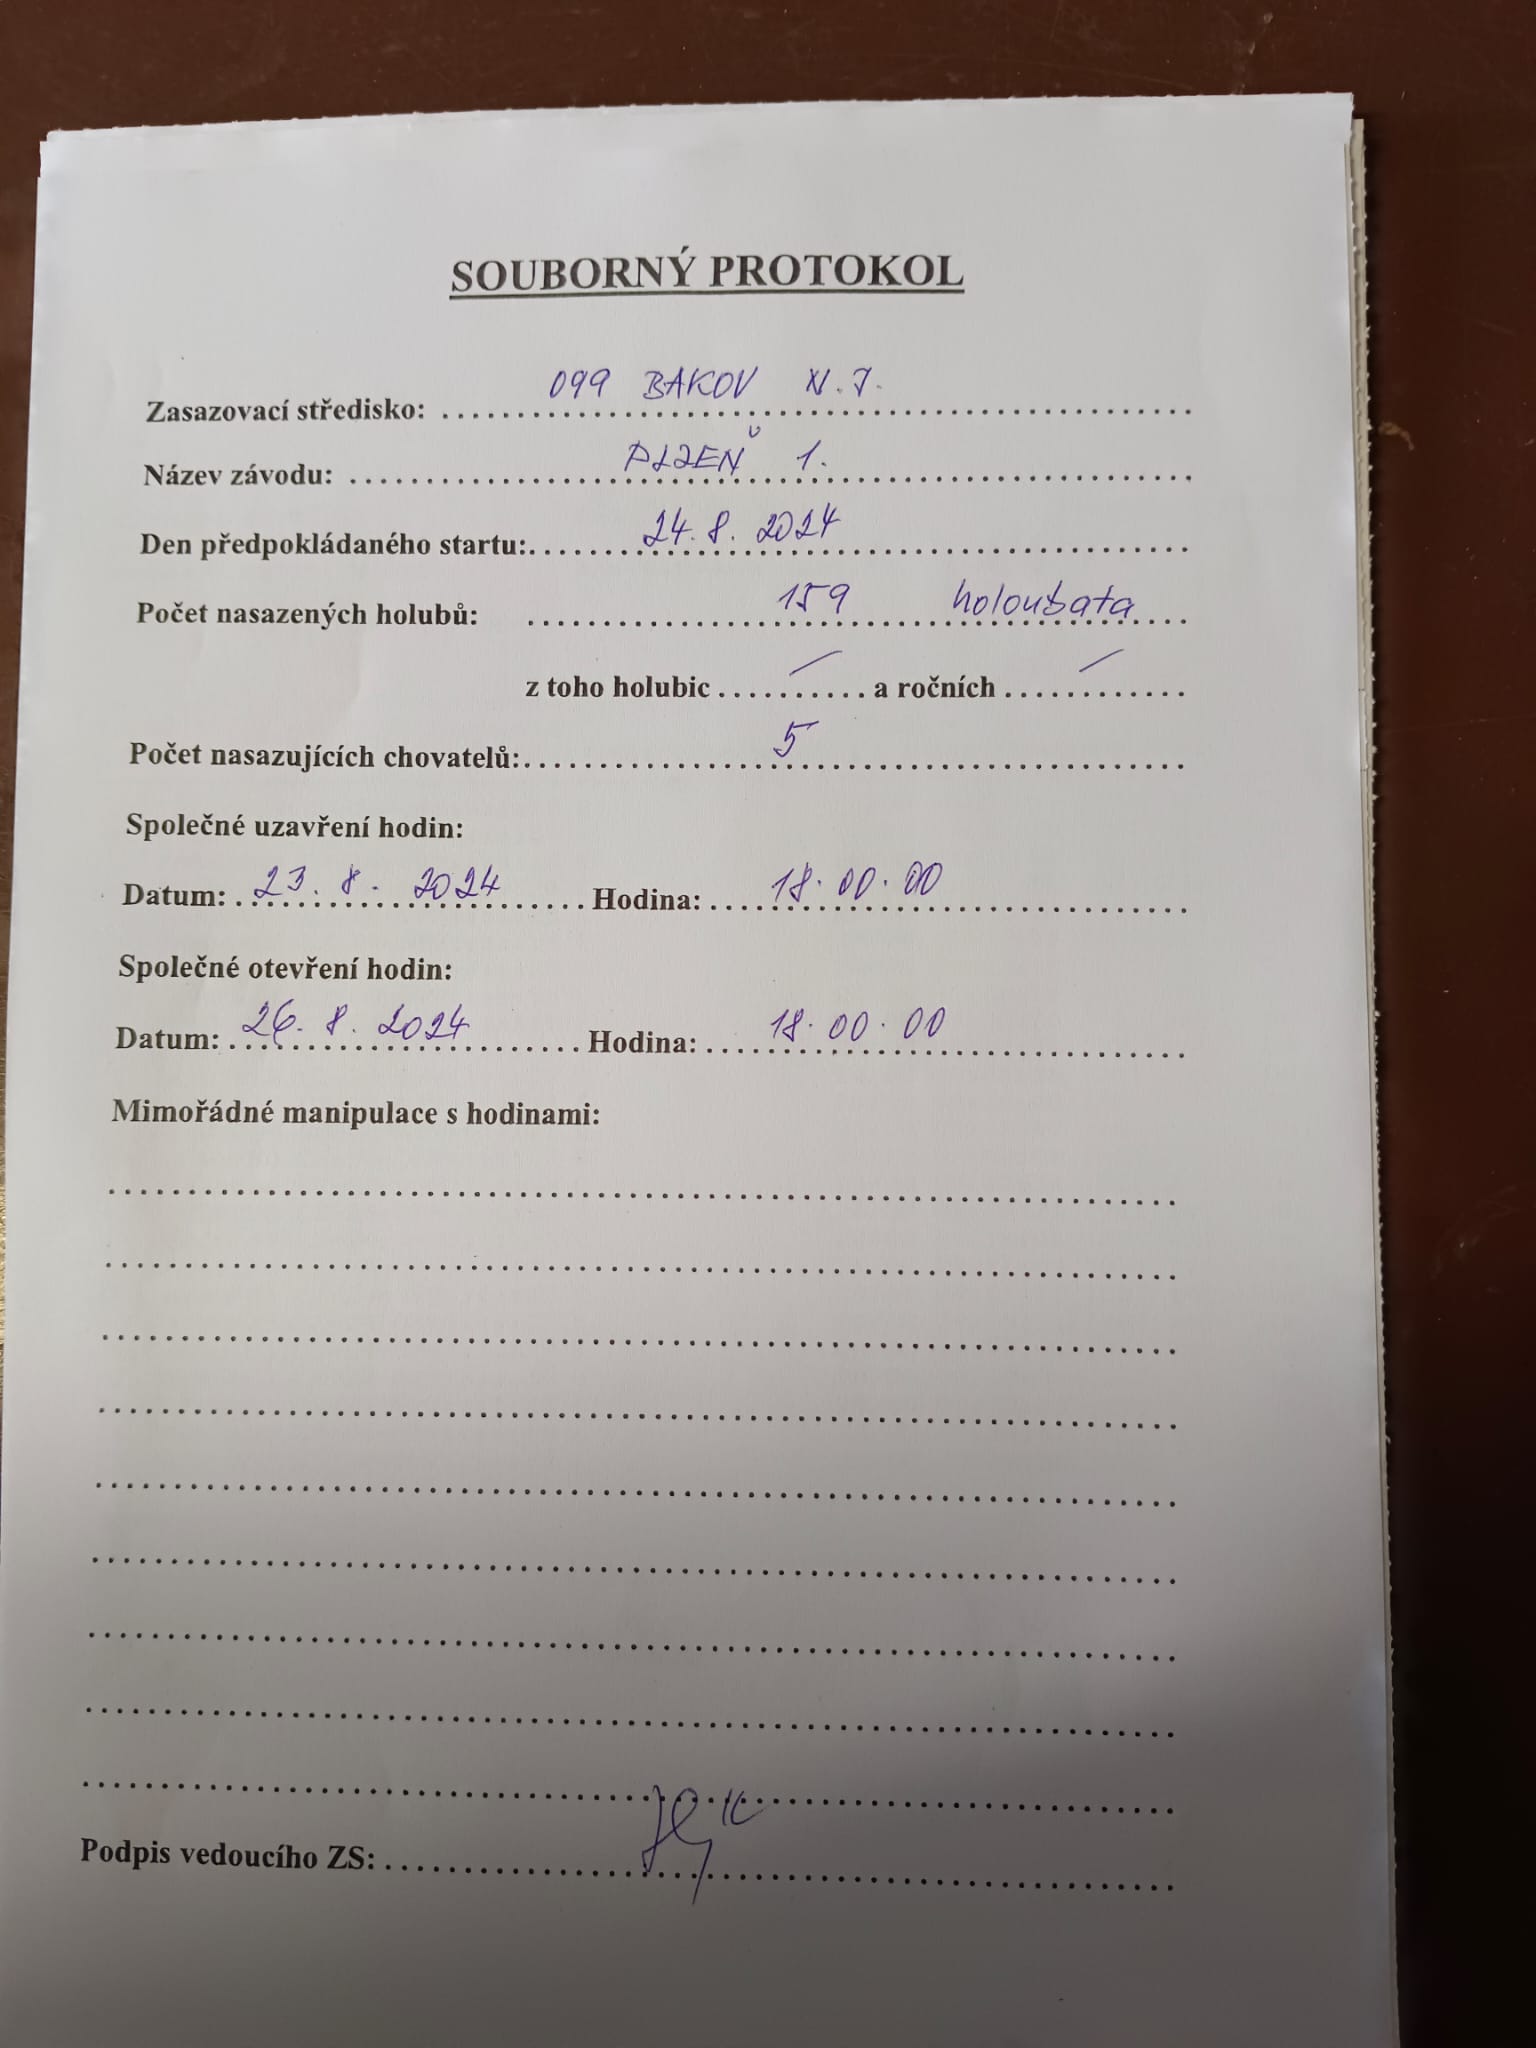 SOUBORNÝ PROTOKOL
Zasazovací středisko: 099 BAKOV N. J.
Název závodu: PLZEŇ 1.
Den předpokládaného startu: 24. 8. 2024
Počet nasazených holubů: 159 holoubata
z toho holubic / a ročních /
Počet nasazujících chovatelů: 5
Společné uzavření hodin:
Datum: 23. 8. 2024 Hodina: 18.00.00
Společné otevření hodin:
Datum: 26. 8. 2024 Hodina: 18.00.00
Mimořádné manipulace s hodinami:
Podpis vedoucího ZS: